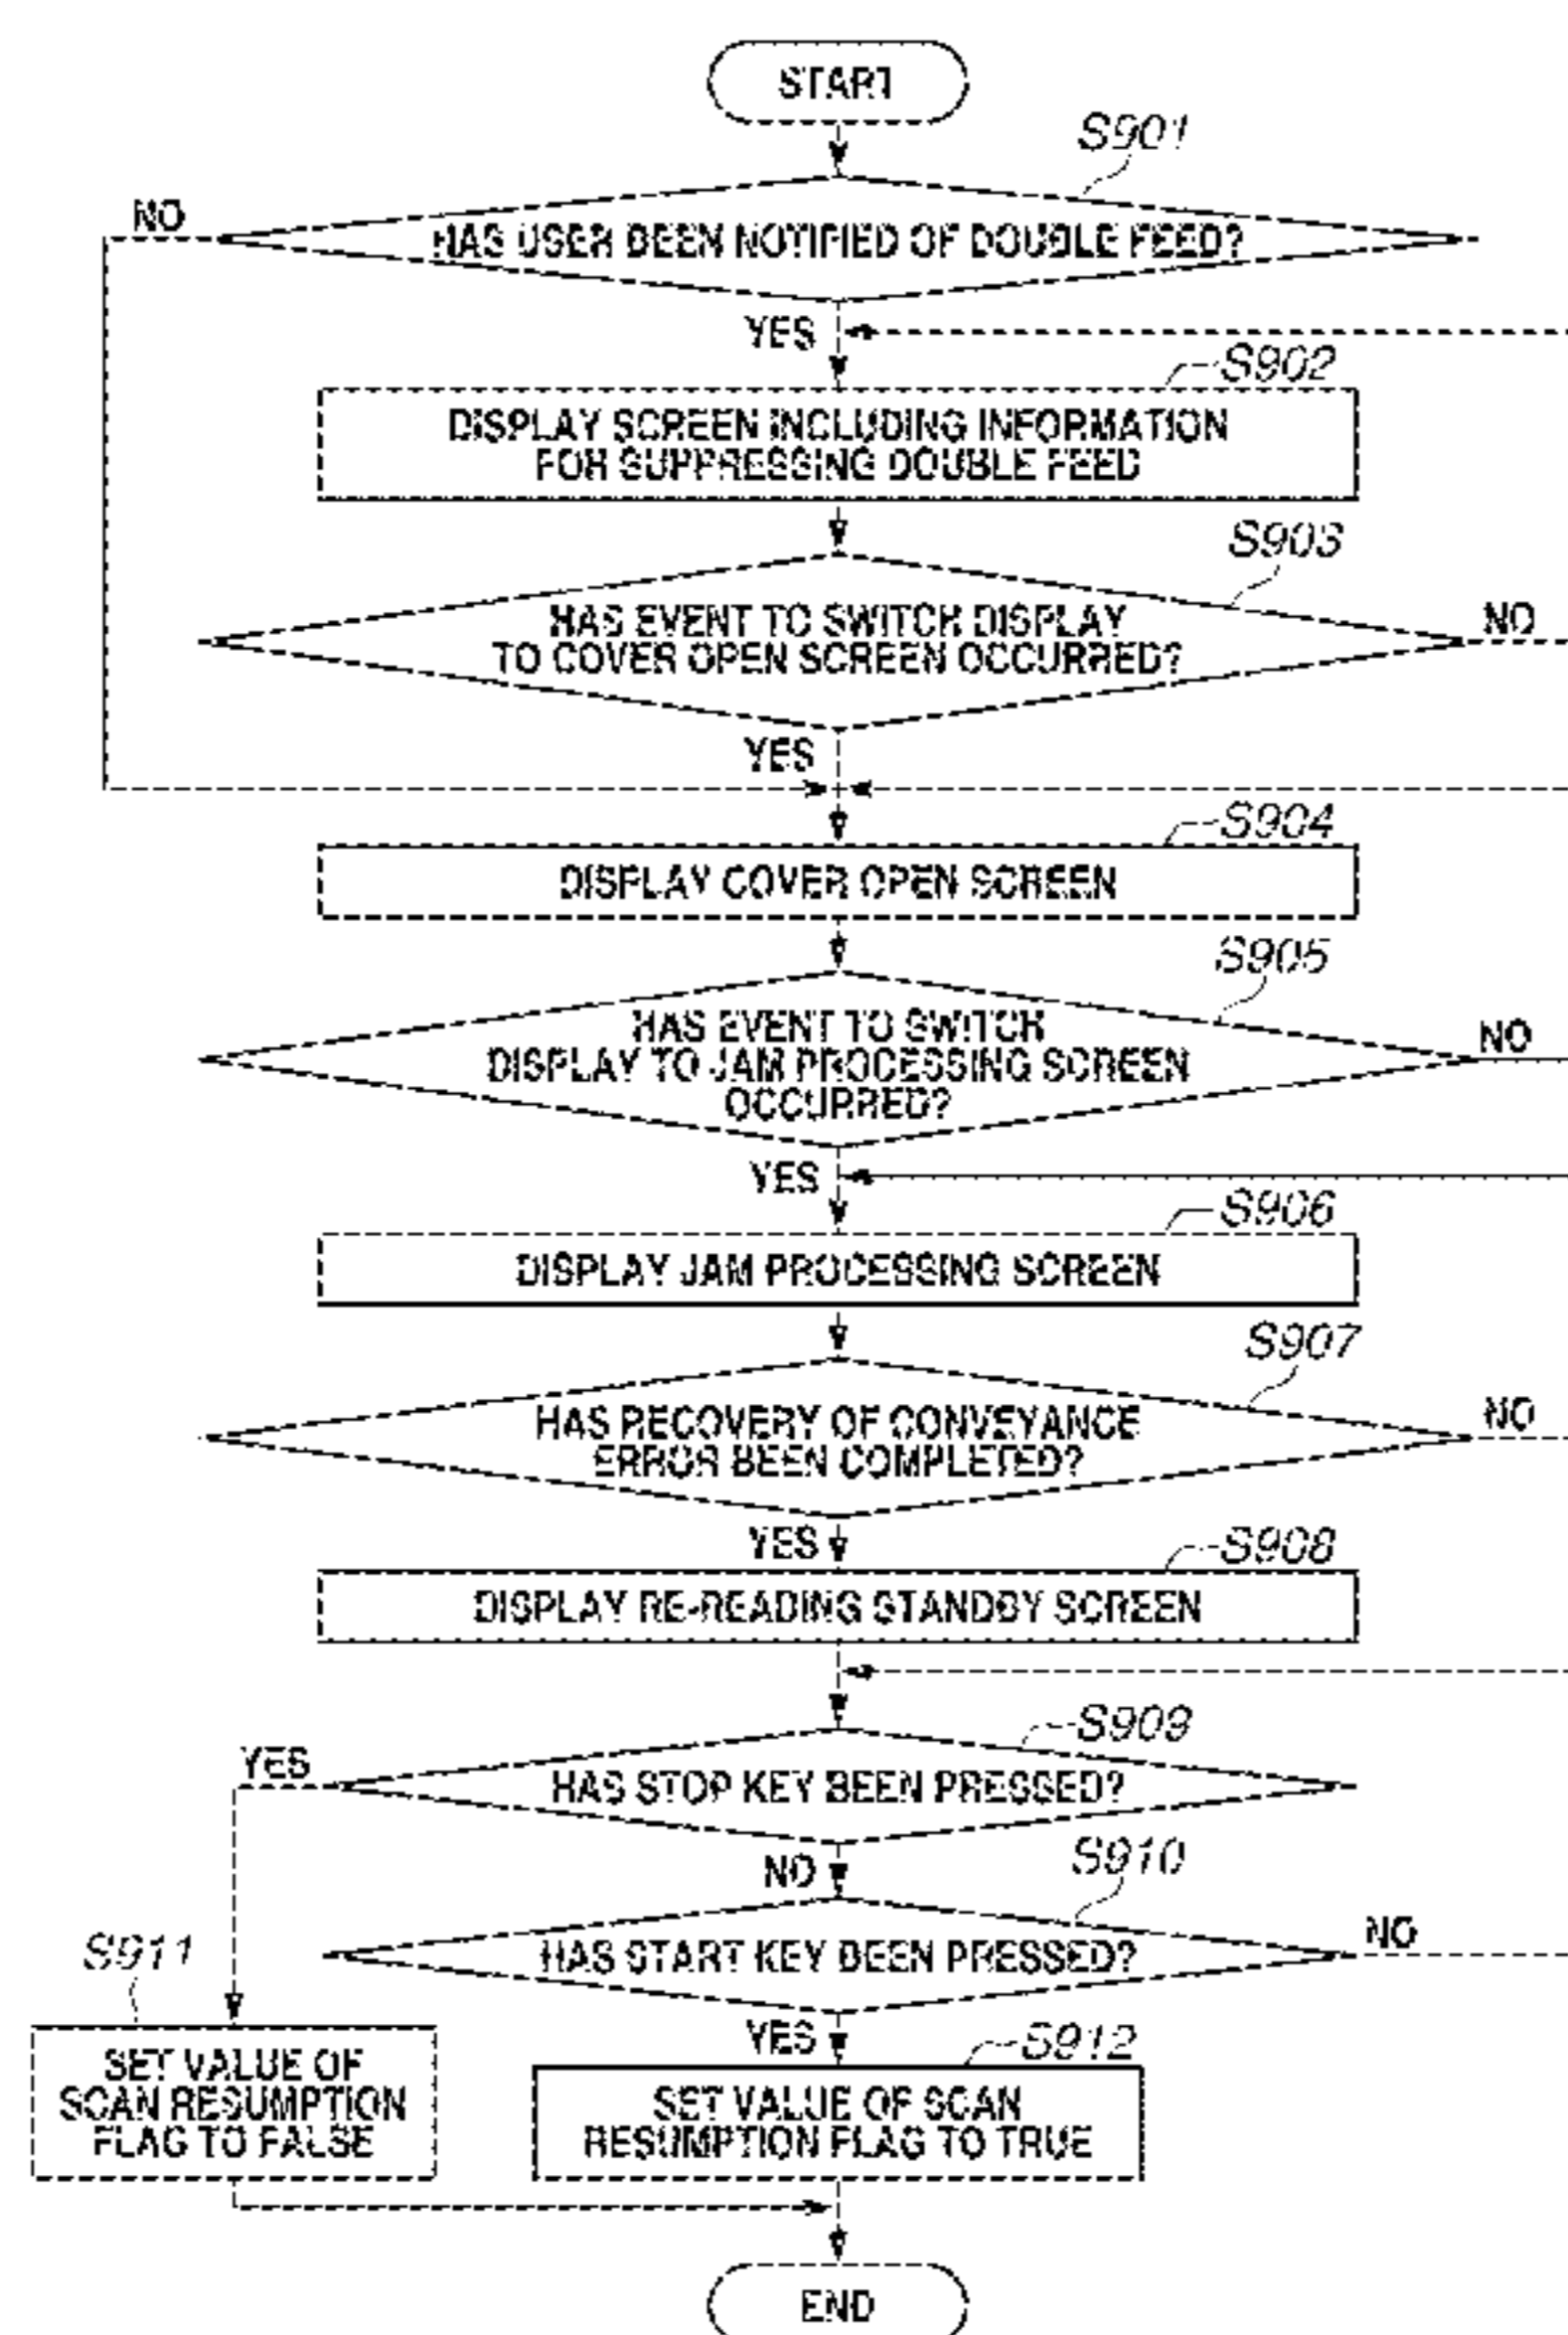 START
S901
NO
HAS USER BEEN NOTIFIED OF DOUBLE FEED?
YES
S902
DISPLAY SCREEN INCLUDING INFORMATION
FOR SUPPRESSING DOUBLE FEED
S903
HAS EVENT TO SWITCH DISPLAY
TO COVER OPEN SCREEN OCCURRED?
NO
YES
S904
DISPLAY COVER OPEN SCREEN
S905
HAS EVENT TO SWITCH
DISPLAY TO JAM PROCESSING SCREEN
OCCURRED?
NO
YES
S906
DISPLAY JAM PROCESSING SCREEN
S907
HAS RECOVERY OF CONVEYANCE
ERROR BEEN COMPLETED?
NO
YES
S908
DISPLAY RE-READING STANDBY SCREEN
S909
YES
HAS STOP KEY BEEN PRESSED?
NO
S910
HAS START KEY BEEN PRESSED?
NO
S911
YES
S912
SET VALUE OF
SCAN RESUMPTION
FLAG TO FALSE
SET VALUE OF SCAN
RESUMPTION FLAG TO TRUE
END